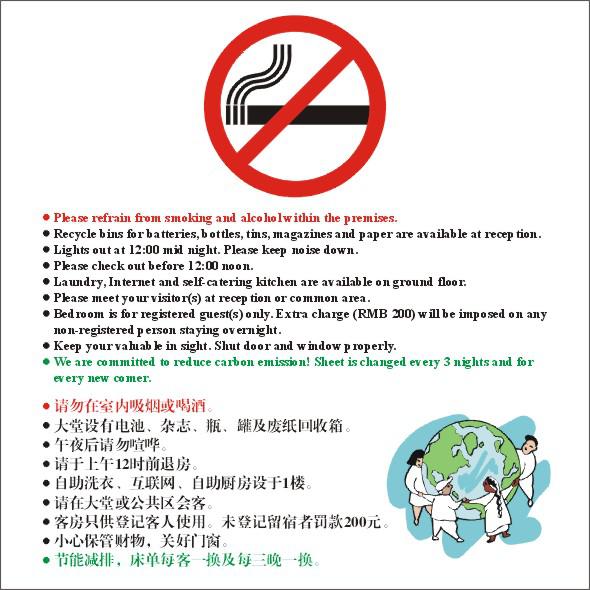 ● Please refrain from smoking and alcohol within the premises.
● Recycle bins for batteries, bottles, tins, magazines and paper are available at reception.
● Lights out at 12:00 mid night. Please keep noise down.
● Please check out before 12:00 noon.
● Laundry, Internet and self-catering kitchen are available on ground floor.
● Please meet your visitor(s) at reception or common area.
● Bedroom is for registered guest(s) only. Extra charge (RMB 200) will be imposed on any
non-registered person staying overnight.
● Keep your valuable in sight. Shut door and window properly.
● We are committed to reduce carbon emission! Sheet is changed every 3 nights and for
every new comer.
● 请勿在室内吸烟或喝酒。
● 大堂设有电池、杂志、瓶、罐及废纸回收箱。
● 午夜后请勿喧哗。
● 请于上午12时前退房。
● 自助洗衣、互联网、自助厨房设于1楼。
● 请在大堂或公共区会客。
● 客房只供登记客人使用。未登记留宿者罚款200元。
● 小心保管财物，关好门窗。
● 节能减排，床单每客一换及每三晚一换。